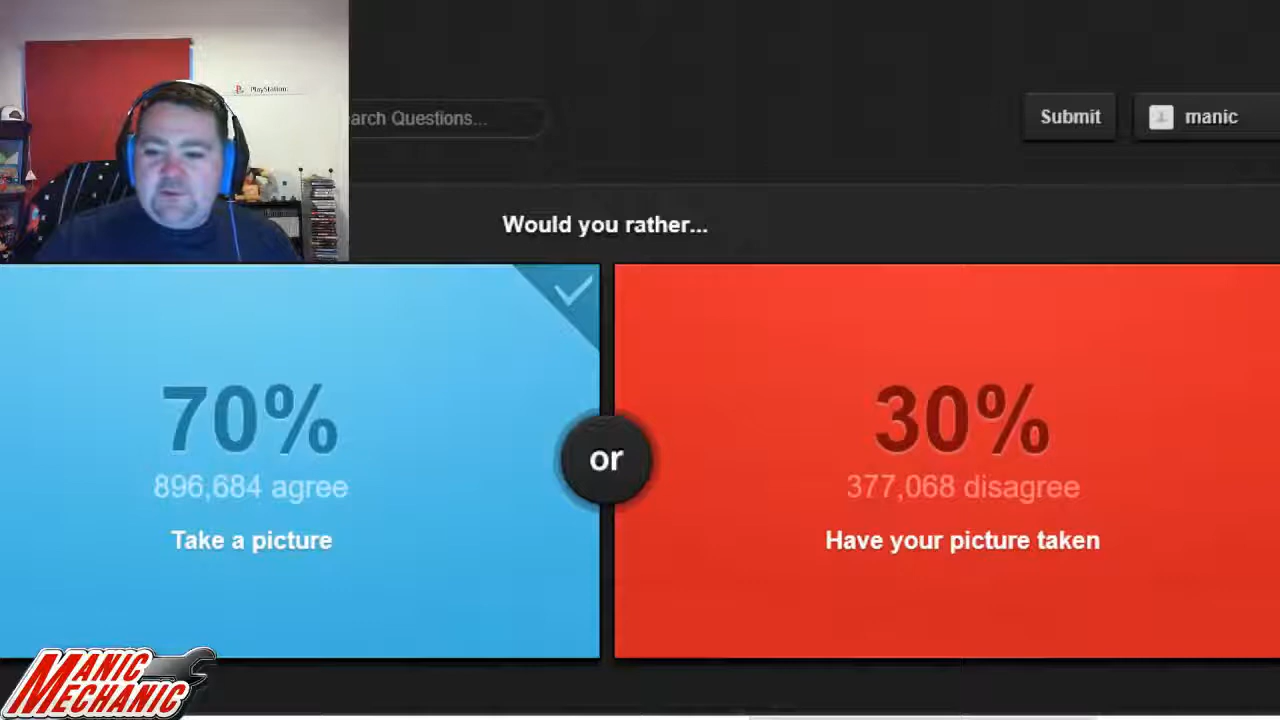 PlayStation
arch Questions...
Submit
manic
Would you rather...
70%
896,684 agree
Take a picture
or
30%
377,068 disagree
Have your picture taken
MANIC
MECHANIC